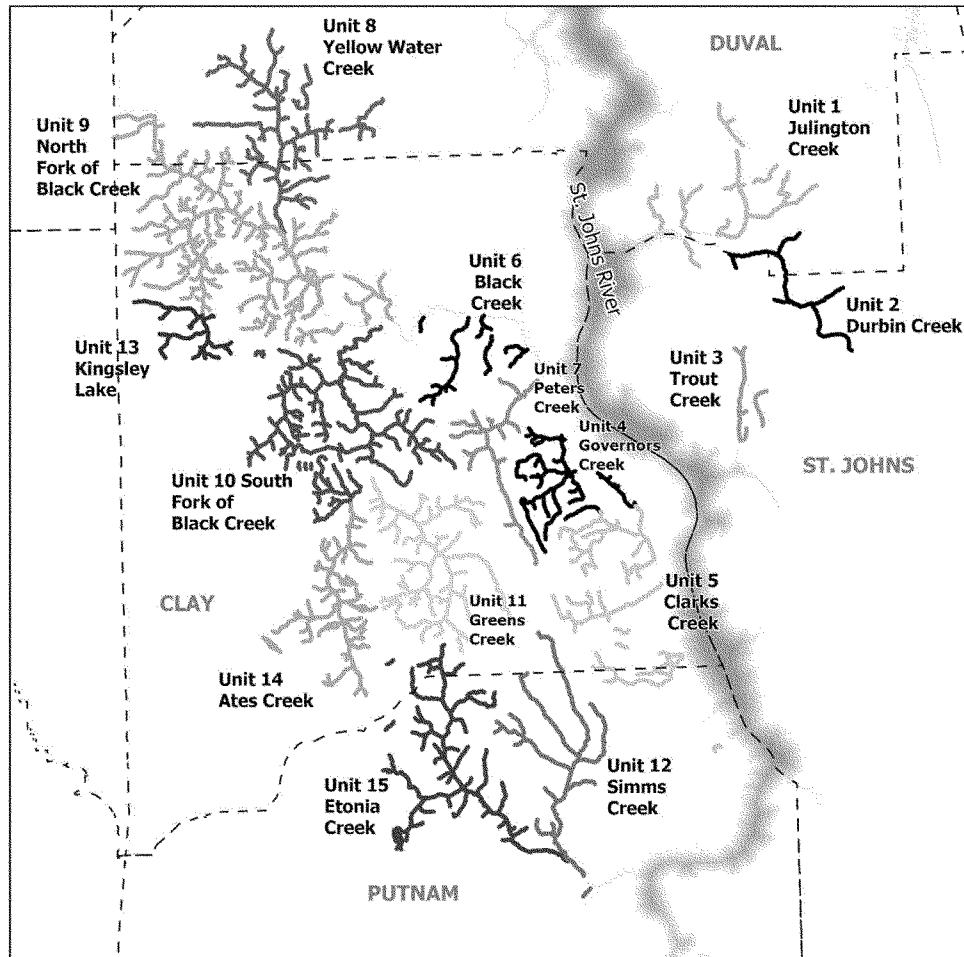 Unit 8
Yellow Water
Creek
DUVAL
Unit 1
Julington
Creek
Unit 9
North
Fork of
Black Creek
St. Johns River
Unit 6
Black
Creek
Unit 2
Durbin Creek
Unit 13
Kingsley
Lake
Unit 7
Peters
Creek
Unit 3
Trout
Creek
Unit 4
Governors
Creek
ST. JOHNS
Unit 10 South
Fork of
Black Creek
CLAY
Unit 11
Greens
Creek
Unit 5
Clarks
Creek
Unit 14
Ates Creek
Unit 15
Etonia
Creek
Unit 12
Simms
Creek
PUTNAM